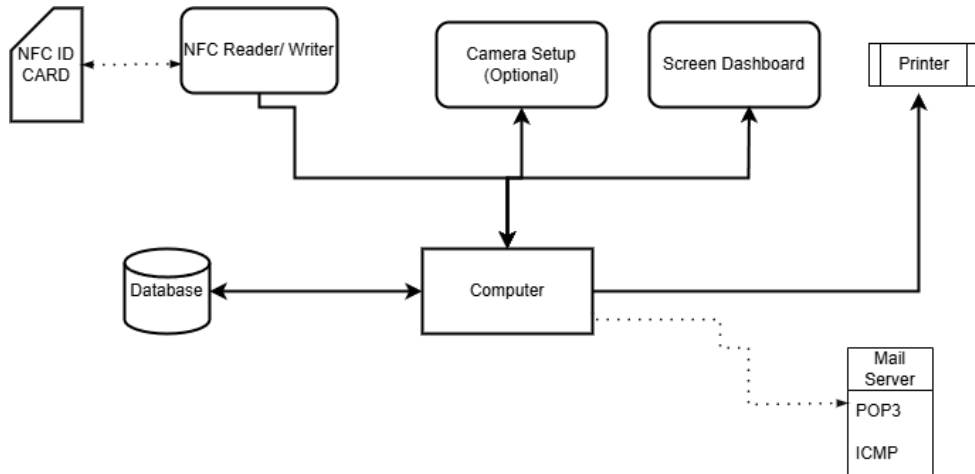 NFC ID
CARD
NFC Reader/ Writer
Camera Setup
(Optional)
Screen Dashboard
Printer
Database
Computer
Mail
Server
POP3
ICMP